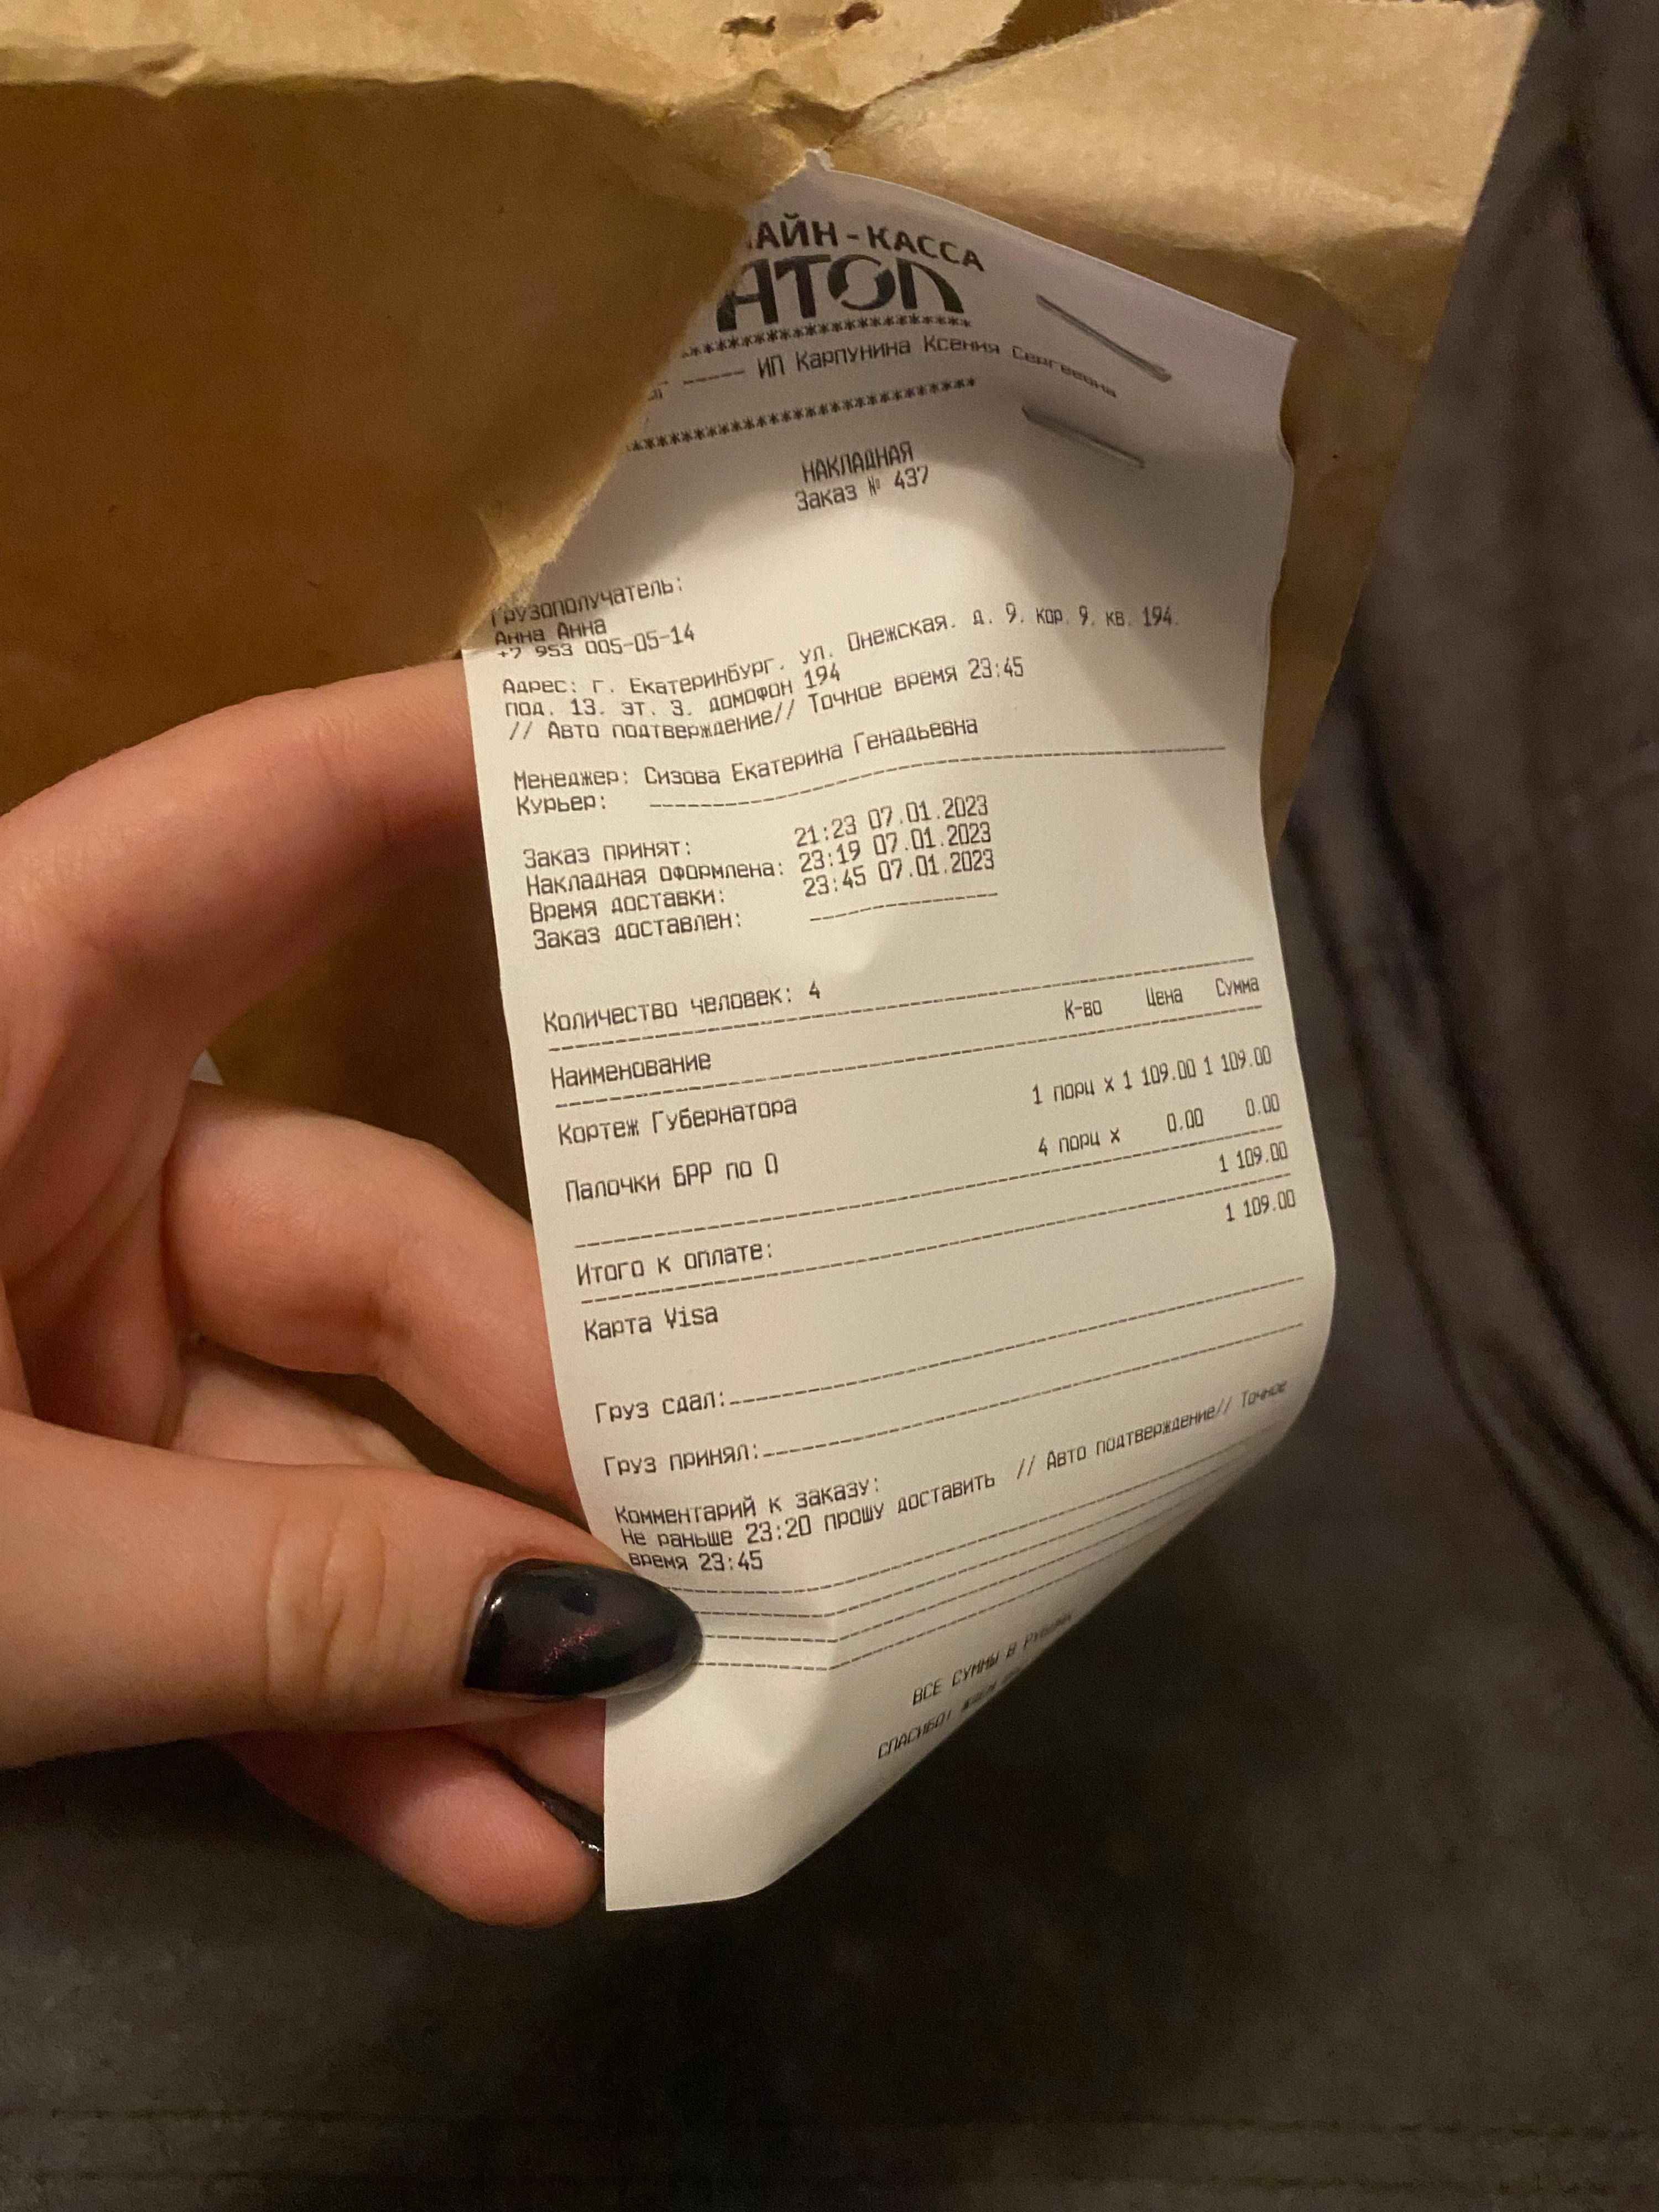 АЙН-КАССА
АТОЛ
************************
----- ИП Карпунина Ксения Сергеевна
******************************
НАКЛАДНАЯ
Заказ № 437
Грузополучатель:
Анна Анна
+7 953 005-05-14
Адрес: г. Екатеринбург. ул. Онежская. д. 9. кор. 9. кв. 194.
под. 13. эт. 3. домофон 194
// Авто подтверждение// Точное время 23:45
Менеджер: Сизова Екатерина Генадьевна
Курьер:
Заказ принят: 21:23 07.01.2023
Накладная оформлена: 23:19 07.01.2023
Время доставки: 23:45 07.01.2023
Заказ доставлен:
Количество человек: 4
Наименование К-во Цена Сумма
Кортеж Губернатора 1 порц x 1 109.00 1 109.00
Палочки БРР по 0 4 порц x 0.00 0.00
Итого к оплате: 1 109.00
Карта Visa 1 109.00
Груз сдал:
Груз принял:
Комментарий к заказу:
Не раньше 23:20 прошу доставить // Авто подтверждение// Точное
время 23:45
ВСЕ СУММЫ В
СПАСИБО!